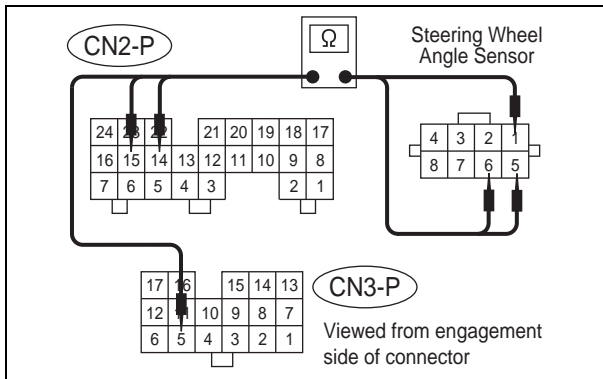 CN2-P
Ω
Steering Wheel
Angle Sensor
24 23 22 21 20 19 18 17
16 15 14 13 12 11 10 9 8
7 6 5 4 3 2 1
4 3 2 1
8 7 6 5
17 16 15 14 13
12 11 10 9 8 7
6 5 4 3 2 1
CN3-P
Viewed from engagement
side of connector